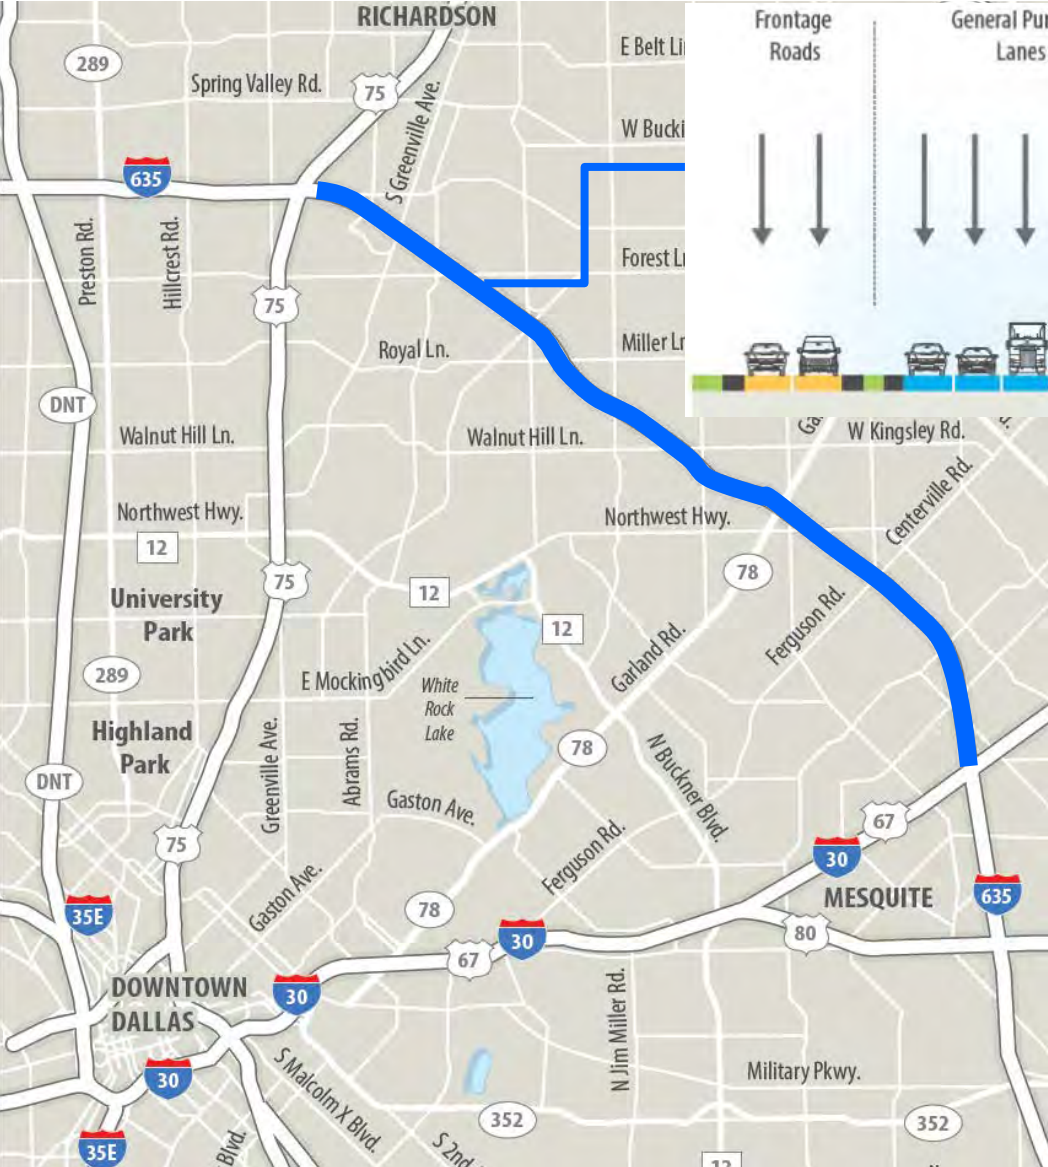 RICHARDSON
Frontage
Roads
General Pur
Lanes
E Belt Li
289
Spring Valley Rd.
75
S Greenville Ave.
W Bucki
635
Preston Rd.
Hillcrest Rd.
Forest L
75
Royal Ln.
Miller Lr
DNT
Walnut Hill Ln.
Walnut Hill Ln.
Ga
W Kingsley Rd.
Centerville Rd.
Northwest Hwy.
12
Northwest Hwy.
75
12
78
University
Park
12
Ferguson Rd.
289
E Mockingbird Ln.
Garland Rd.
White
Rock
Lake
Highland
Park
78
N Buckner Blvd.
DNT
Greenville Ave.
Abrams Rd.
Gaston Ave.
67
75
30
Ferguson Rd.
Gaston Ave.
MESQUITE
635
35E
78
80
30
67
DOWNTOWN
DALLAS
30
N Jim Miller Rd.
30
S Malcolm X Blvd.
Military Pkwy.
352
352
35E
Blvd.
S 2nd
12